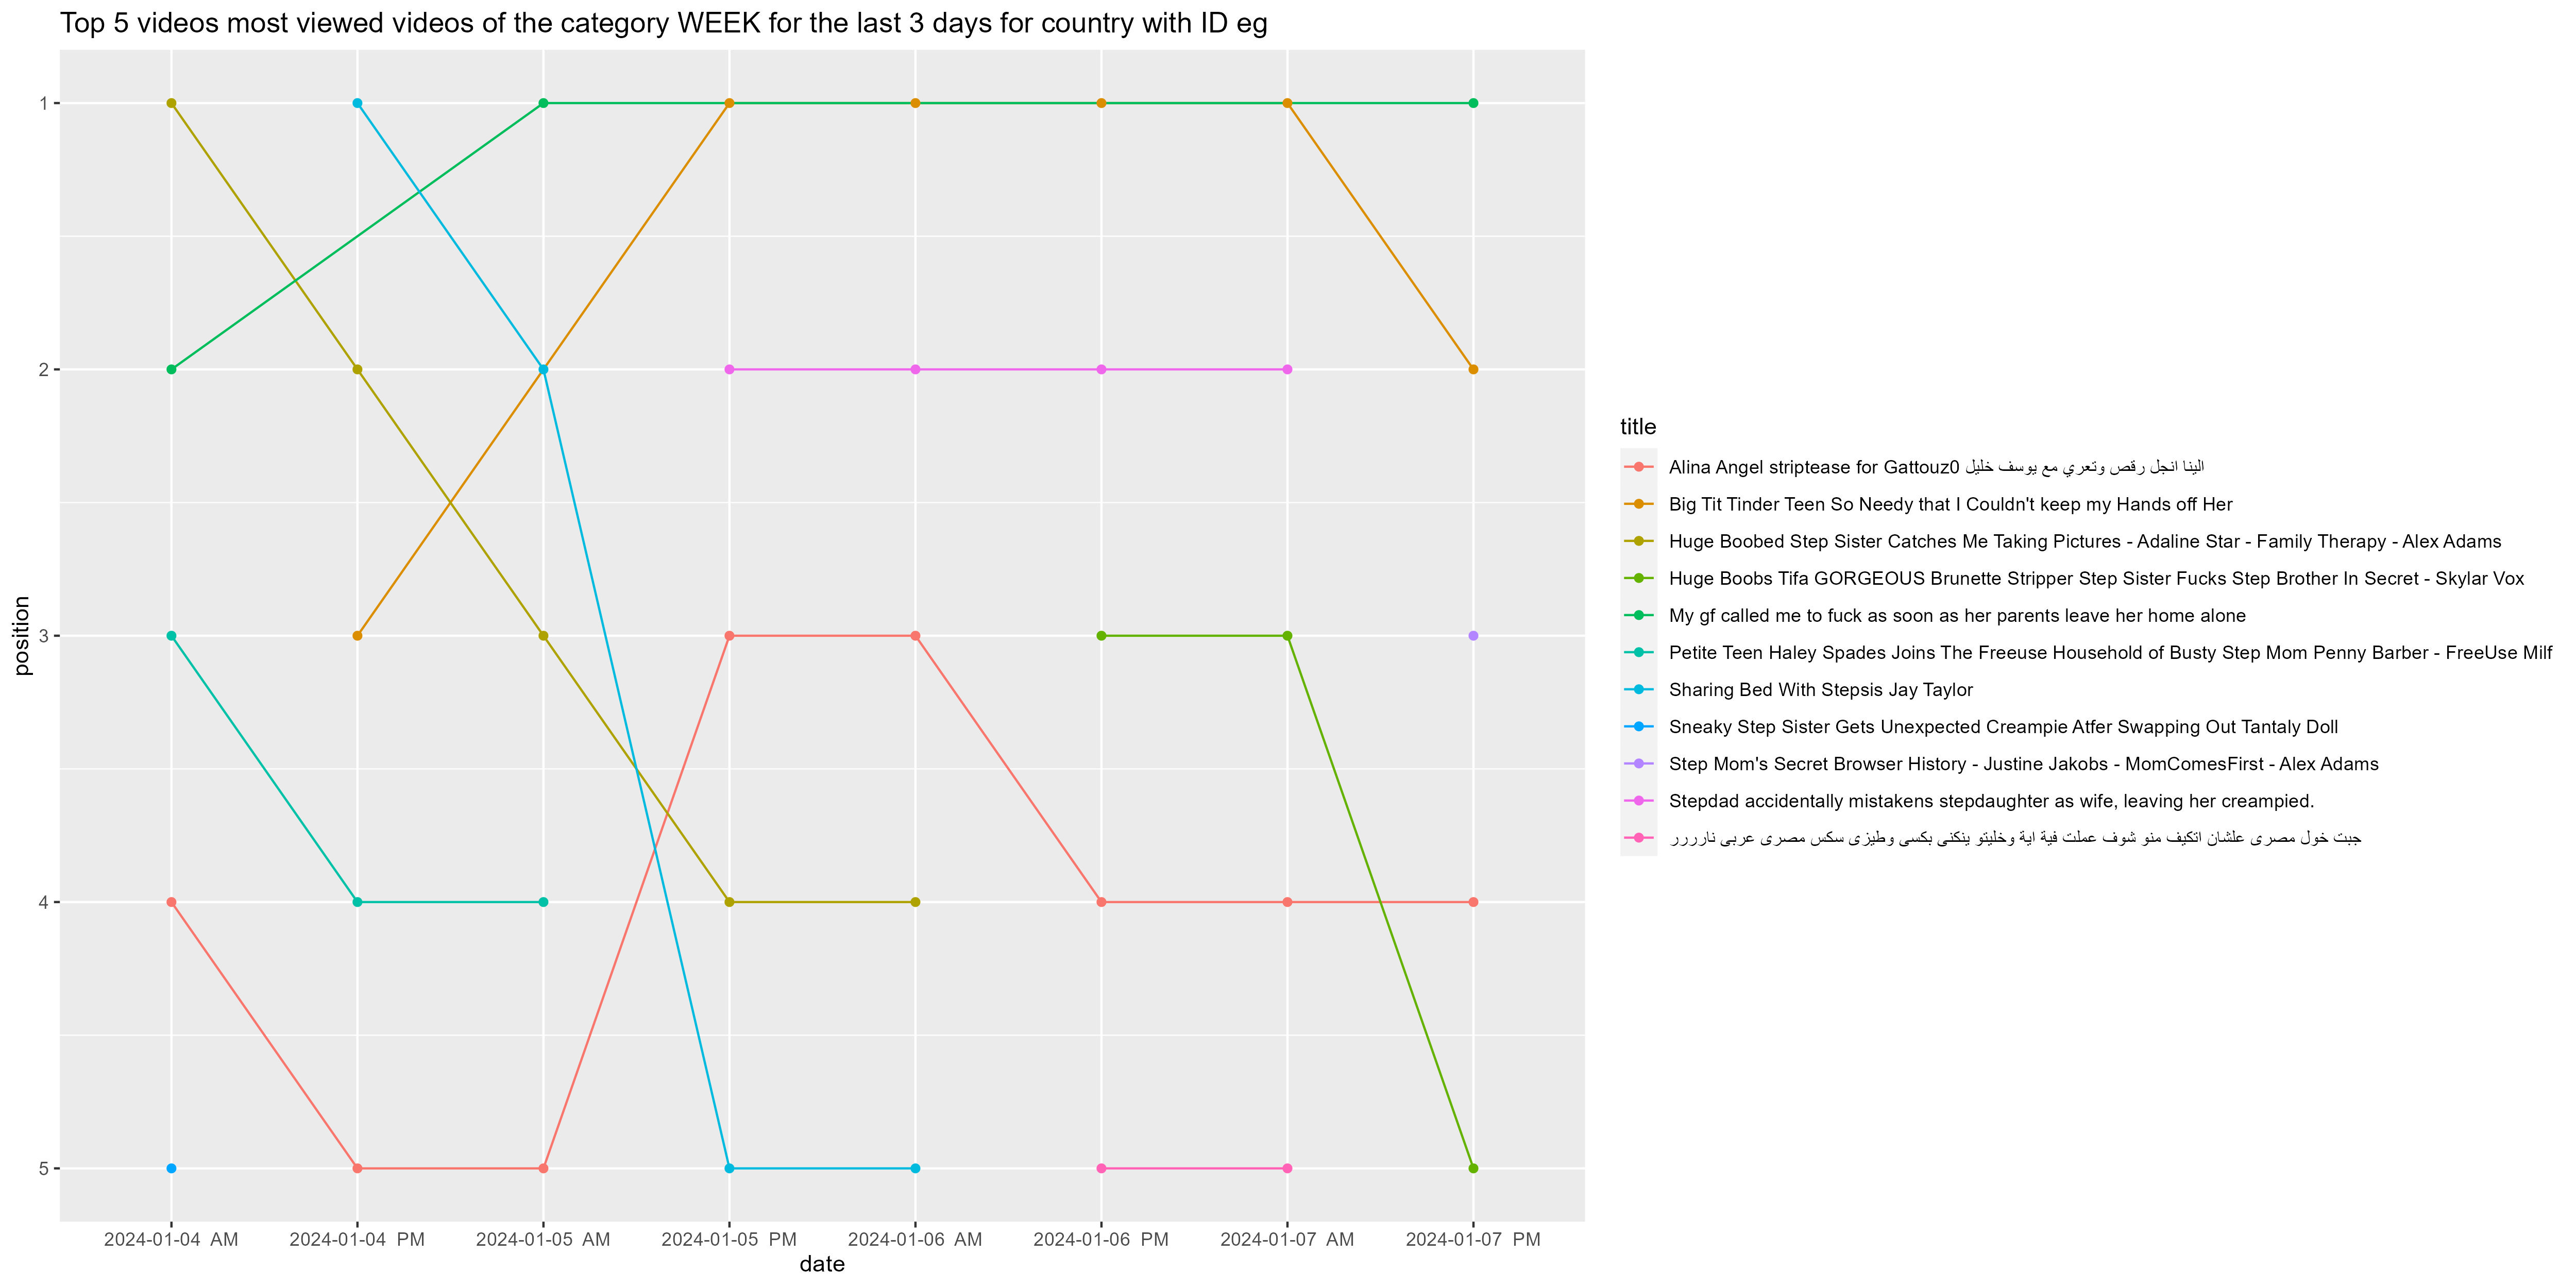 Top 5 videos most viewed videos of the category WEEK for the last 3 days for country with ID eg
position
1
2
3
4
5
2024-01-04 AM
2024-01-04 PM
2024-01-05 AM
2024-01-05 PM
2024-01-06 AM
2024-01-06 PM
2024-01-07 AM
2024-01-07 PM
date
title
Alina Angel striptease for Gattouz0 الينا انجل رقص وتعري مع يوسف خليل
Big Tit Tinder Teen So Needy that I Couldn't keep my Hands off Her
Huge Boobed Step Sister Catches Me Taking Pictures - Adaline Star - Family Therapy - Alex Adams
Huge Boobs Tifa GORGEOUS Brunette Stripper Step Sister Fucks Step Brother In Secret - Skylar Vox
My gf called me to fuck as soon as her parents leave her home alone
Petite Teen Haley Spades Joins The Freeuse Household of Busty Step Mom Penny Barber - FreeUse Milf
Sharing Bed With Stepsis Jay Taylor
Sneaky Step Sister Gets Unexpected Creampie Atfer Swapping Out Tantaly Doll
Step Mom's Secret Browser History - Justine Jakobs - MomComesFirst - Alex Adams
Stepdad accidentally mistakens stepdaughter as wife, leaving her creampied.
جبت خول مصرى علشان اتكيف منو شوف عملت فية اية وخليتو ينكنى بكسى وطيزى سكس مصرى عربى نارررر